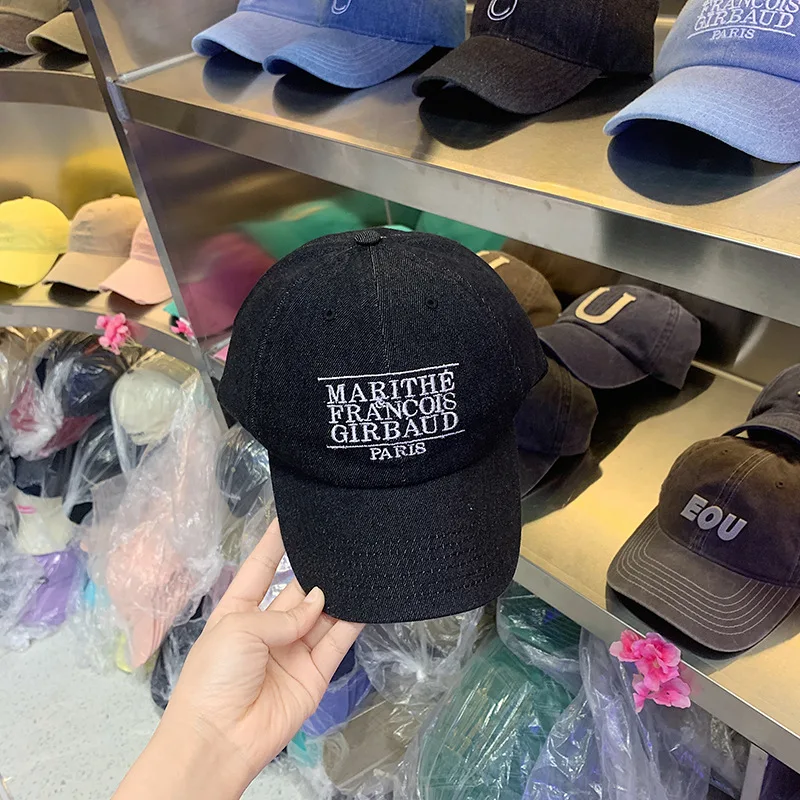 FRANÇOIS
GIRBAUD
PARIS
U
MARITHÉ
&
FRANÇOIS
GIRBAUD
PARIS
EOU